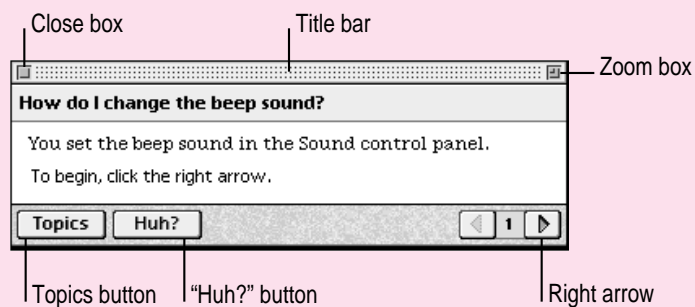 Close box
Title bar
Zoom box
How do I change the beep sound?
You set the beep sound in the Sound control panel.
To begin, click the right arrow.
Topics
Huh?
1
Topics button
“Huh?” button
Right arrow